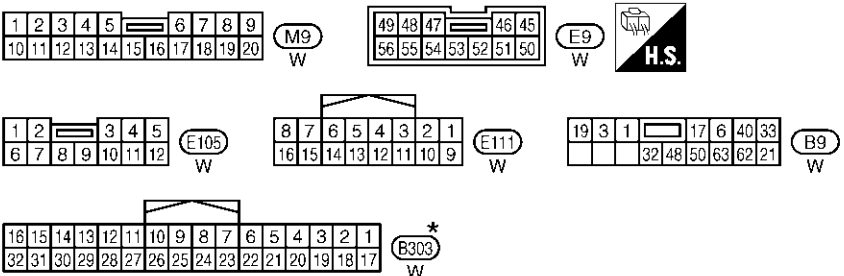 1 2 3 4 5 6 7 8 9
10 11 12 13 14 15 16 17 18 19 20
M9
W
49 48 47 46 45
56 55 54 53 52 51 50
E9
W
H.S.
1 2 3 4 5
6 7 8 9 10 11 12
E105
W
8 7 6 5 4 3 2 1
16 15 14 13 12 11 10 9
E111
W
19 3 1 17 6 40 33
32 48 50 63 62 21
B9
W
16 15 14 13 12 11 10 9 8 7 6 5 4 3 2 1
32 31 30 29 28 27 26 25 24 23 22 21 20 19 18 17
B303 *
W